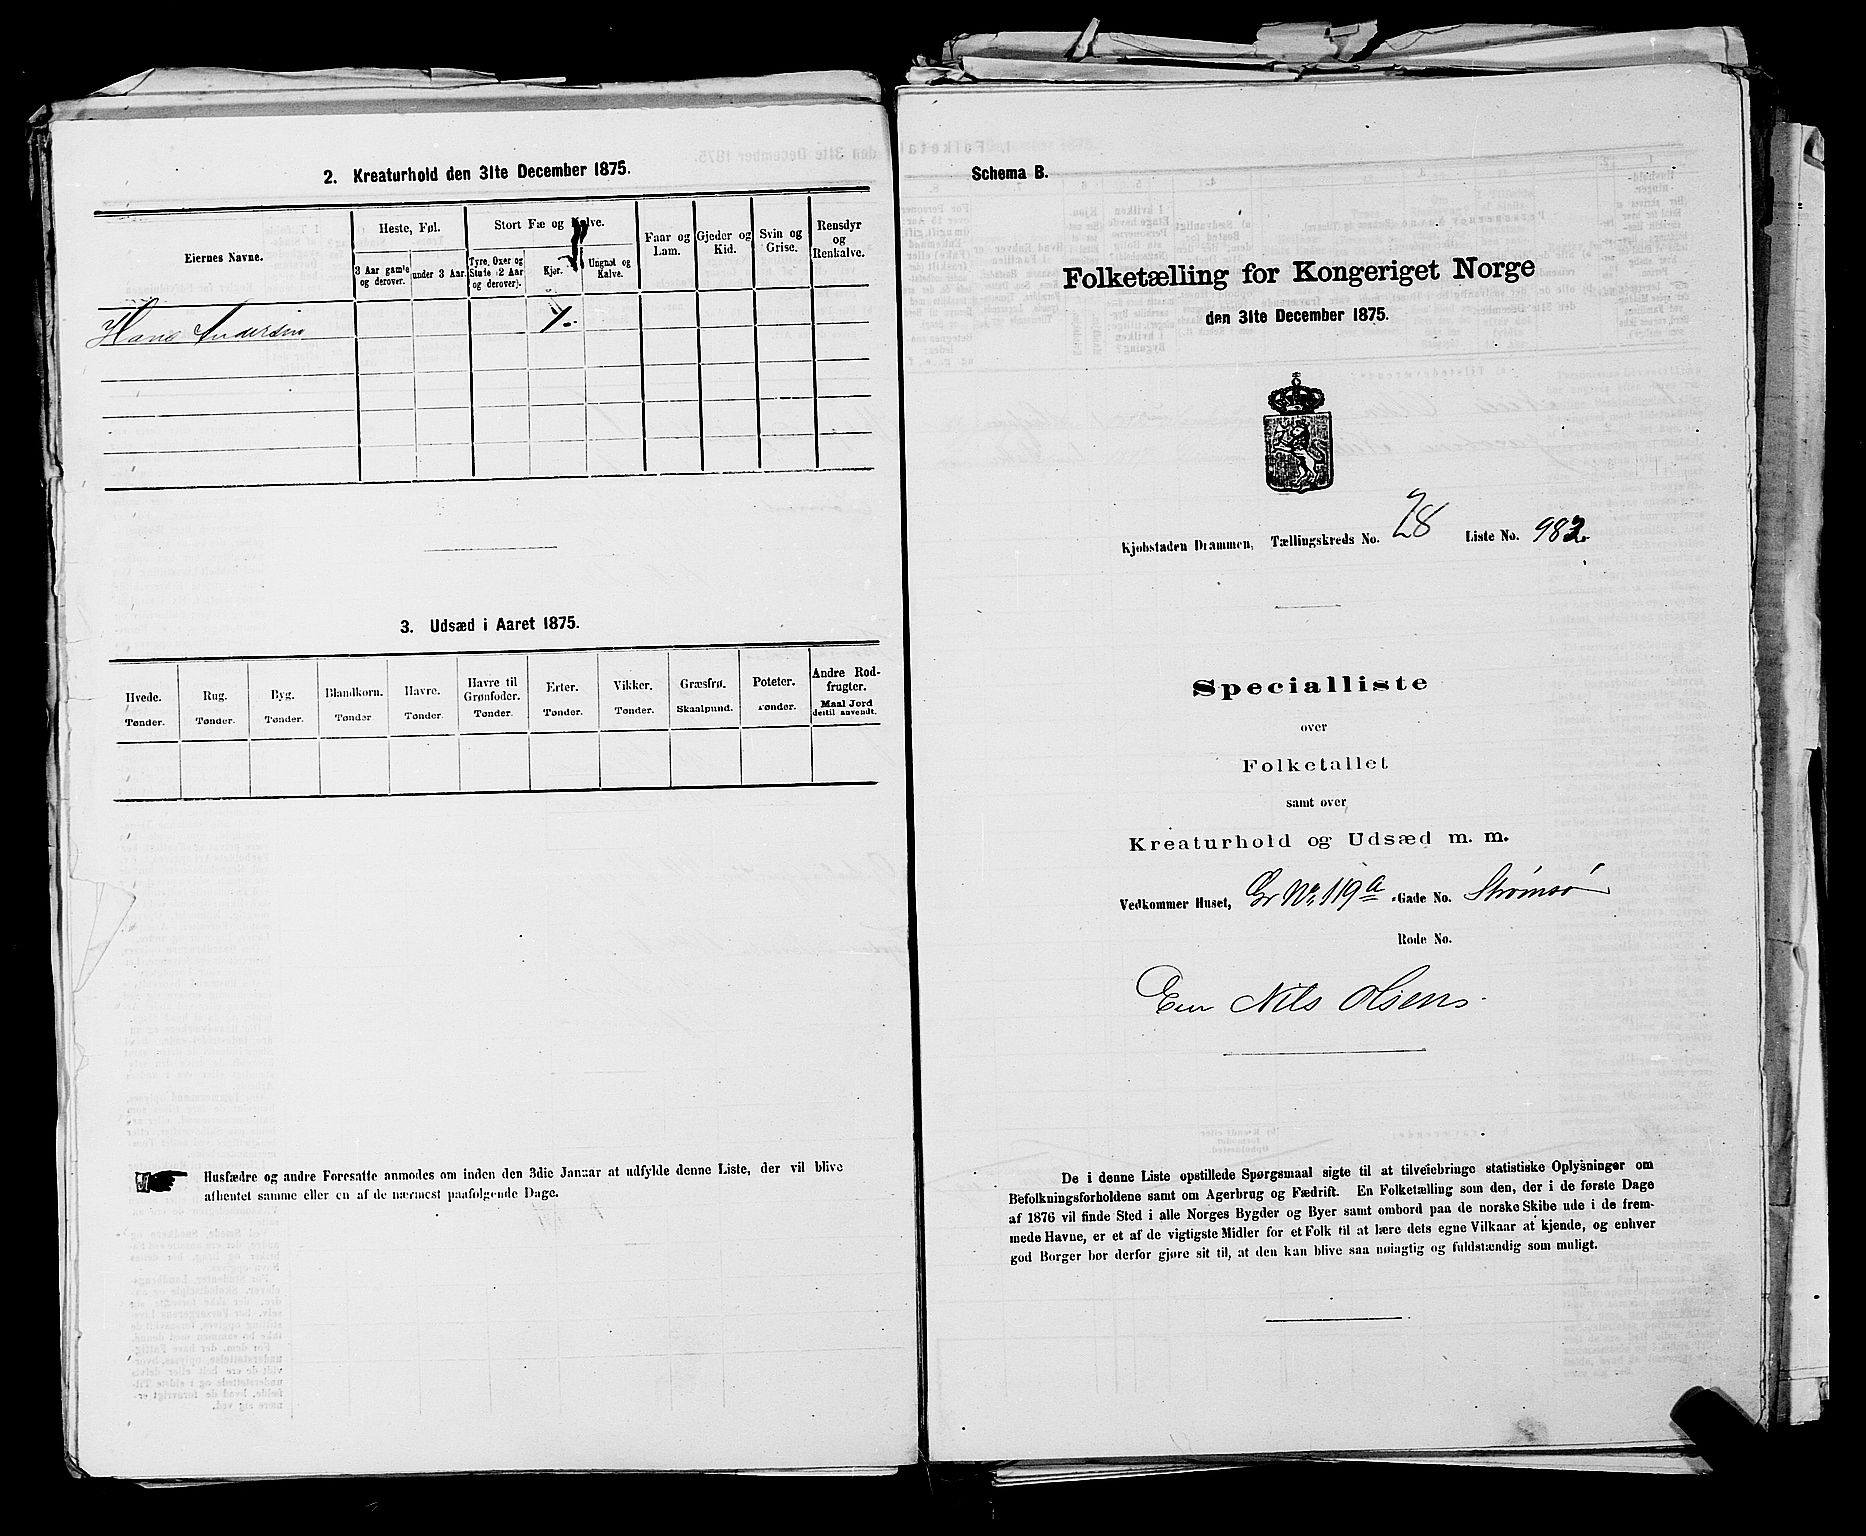 2. Kreaturhold den 31te December 1875.
Eiernes Navne.
Heste, Føl.
3 Aar gamle og derover.
under 3 Aar.
Stort Fæ og Kalve.
Tyre, Oxer og Stude (2 Aar og derover).
Kjør.
Ungnøt og Kalve.
Faar og Lam.
Gjeder og Kid.
Svin og Grise.
Rensdyr og Renkalve.
Hans Andersen
1.
3. Udsæd i Aaret 1875.
Hvede. Tønder.
Rug. Tønder.
Byg. Tønder.
Blandkorn. Tønder
Havre. Tønder.
Havre til Grønfoder. Tønder.
Erter. Tønder.
Vikker. Tønder.
Græsfrø. Skaalpund.
Poteter. Tønder.
Andre Rodfrugter. Maal Jord dertil anvendt.
Husfædre og andre Foresatte anmodes om inden den 3die Januar at udfylde denne Liste, der vil blive
afhentet samme eller en af de nærmest paafølgende Dage.
Schema B.
Folketælling for Kongeriget Norge
den 31te December 1875.
Kjøbstaden Drammen, Tællingskreds No. 28 Liste No. 982.
Specialliste
over
Folketallet
samt over
Kreaturhold og Udsæd m. m.
Vedkommer Huset, Gr No. 119a -Gade No. Strømsø
Rode No.
Eier Nils Olsens.
De i denne Liste opstillede Spørgsmaal sigte til at tilveiebringe statistiske Oplysninger om
Befolkningsforholdene samt om Agerbrug og Fædrift. En Folketælling som den, der i de første Dage
af 1876 vil finde Sted i alle Norges Bygder og Byer samt ombord paa de norske Skibe ude i de frem-
mede Havne, er et af de vigtigste Midler for et Folk til at lære dets egne Vilkaar at kjende, og enhver
god Borger bør derfor gjøre sit til, at den kan blive saa nøiagtig og fuldstændig som muligt.